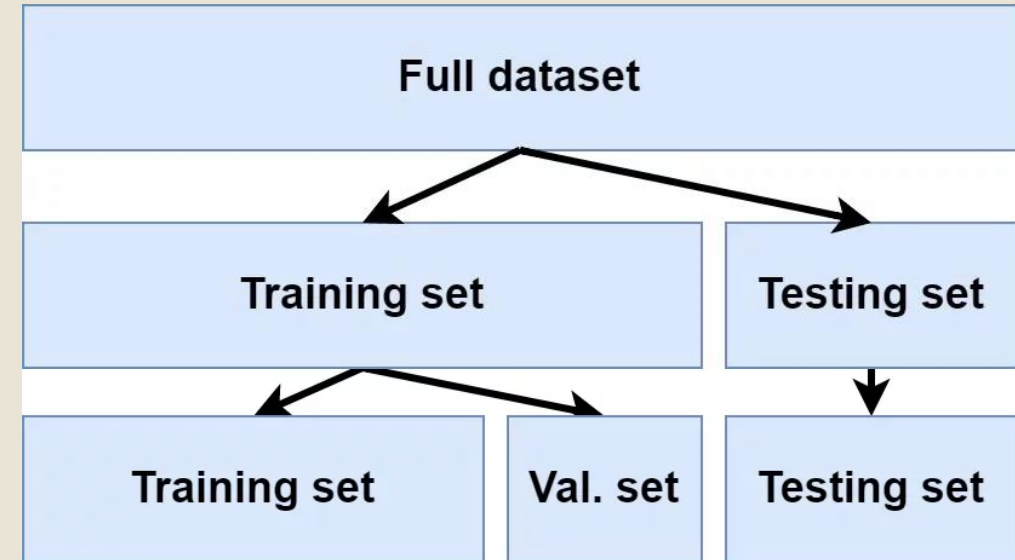 Full dataset
Training set
Testing set
Training set
Val. set
Testing set